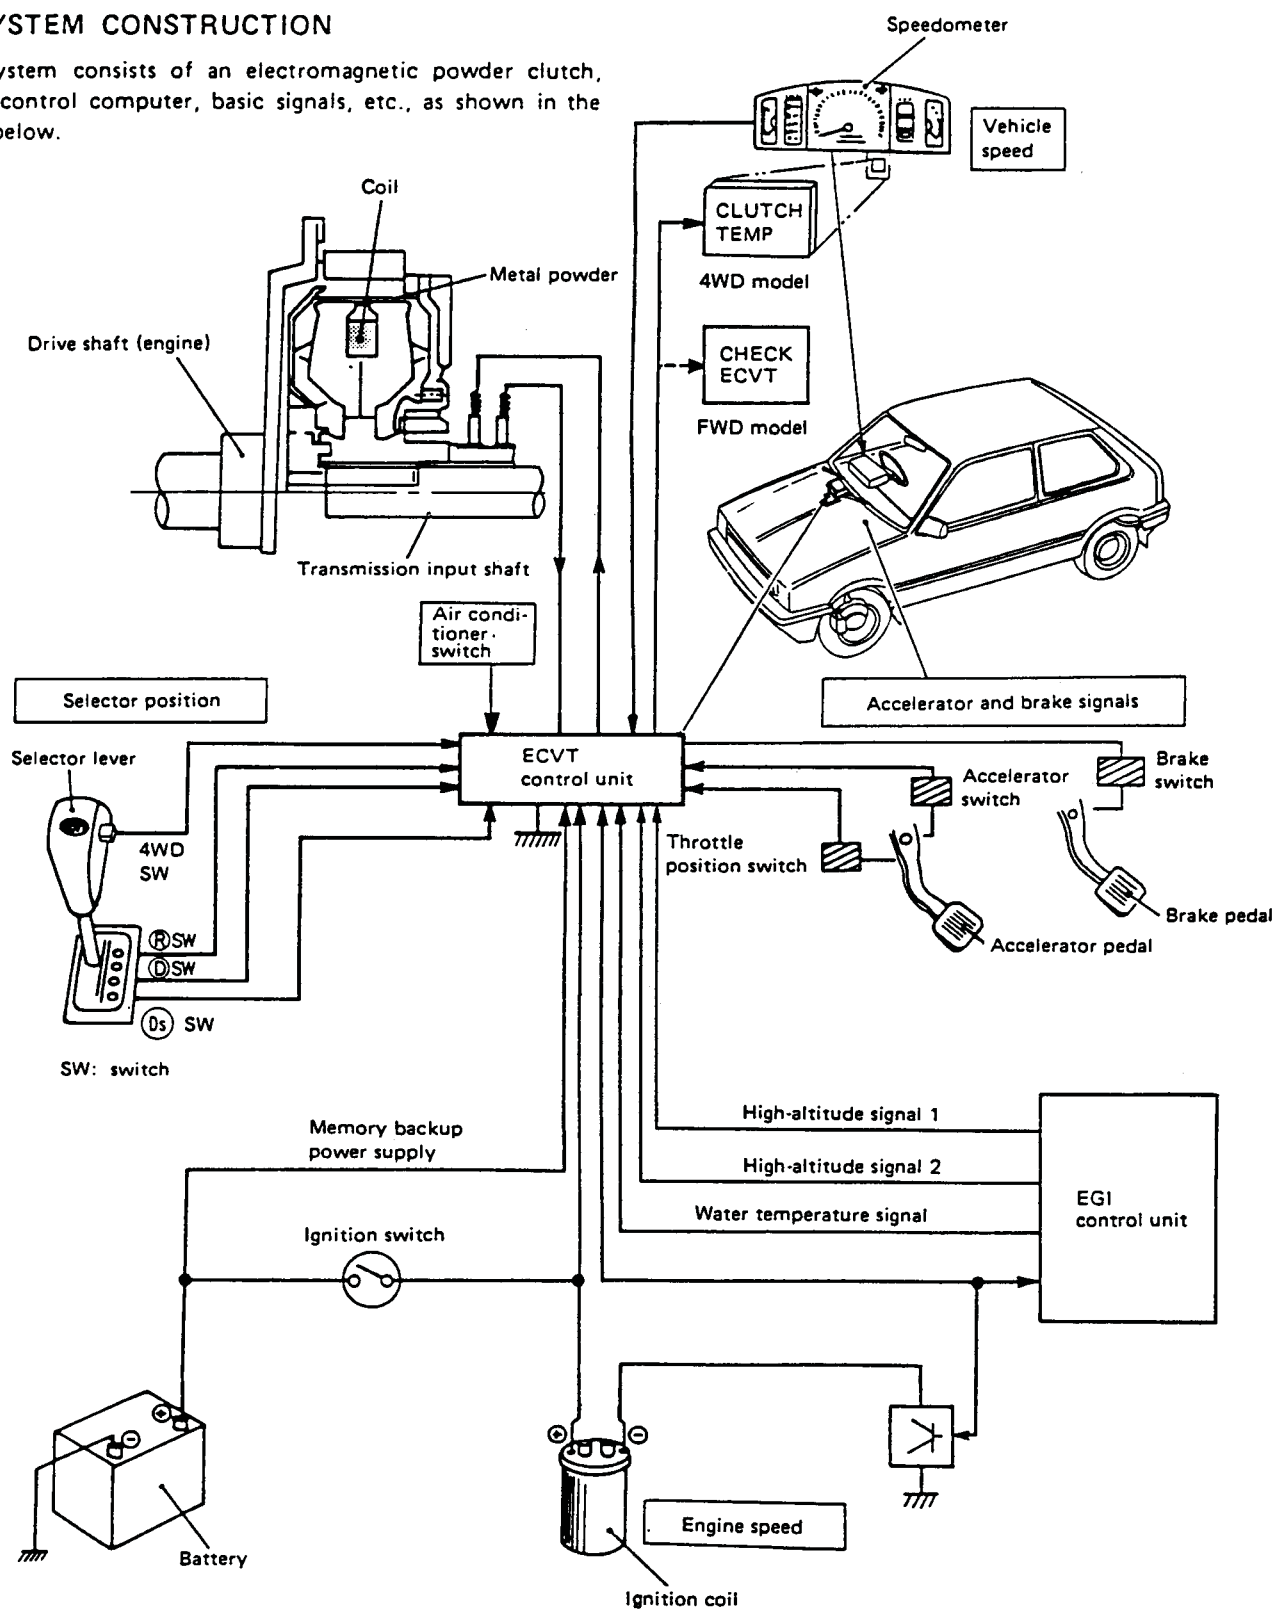 YSTEM CONSTRUCTION
ystem consists of an electromagnetic powder clutch,
control computer, basic signals, etc., as shown in the
below.
Speedometer
Vehicle
speed
Coil
CLUTCH
TEMP
Metal powder
4WD model
Drive shaft (engine)
CHECK
ECVT
FWD model
Transmission input shaft
Air condi-
tioner
switch
Selector position
Accelerator and brake signals
Selector lever
ECVT
control unit
Brake
switch
Accelerator
switch
4WD
SW
Throttle
position switch
Brake pedal
Accelerator pedal
R SW
D SW
Ds SW
SW: switch
High-altitude signal 1
Memory backup
power supply
High-altitude signal 2
EGI
control unit
Water temperature signal
Ignition switch
+
-
+
-
Engine speed
Battery
Ignition coil